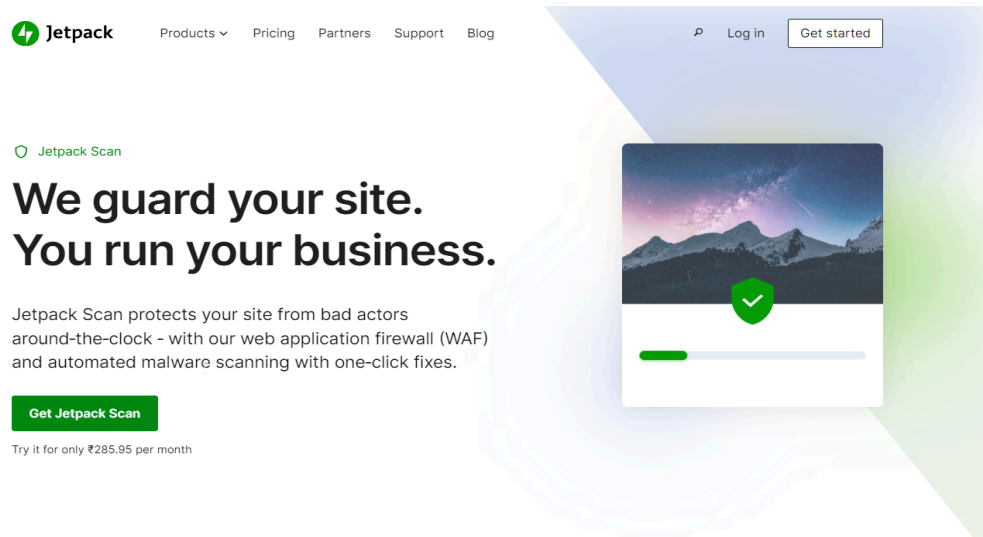 Jetpack
Products
Pricing
Partners
Support
Blog
Log in
Get started
Jetpack Scan
We guard your site.
You run your business.
Jetpack Scan protects your site from bad actors
around-the-clock - with our web application firewall (WAF)
and automated malware scanning with one-click fixes.
Get Jetpack Scan
Try it for only ₹285.95 per month